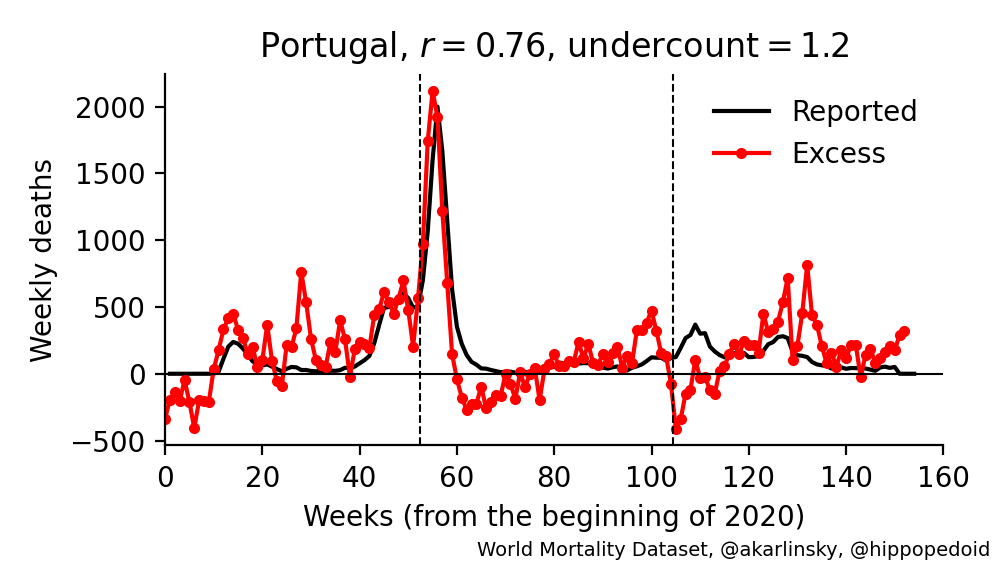 Portugal, r = 0.76, undercount = 1.2
Reported
Excess
Weekly deaths
2000
1500
1000
500
0
−500
0 20 40 60 80 100 120 140 160
Weeks (from the beginning of 2020)
World Mortality Dataset, @akarlinsky, @hippopedoid